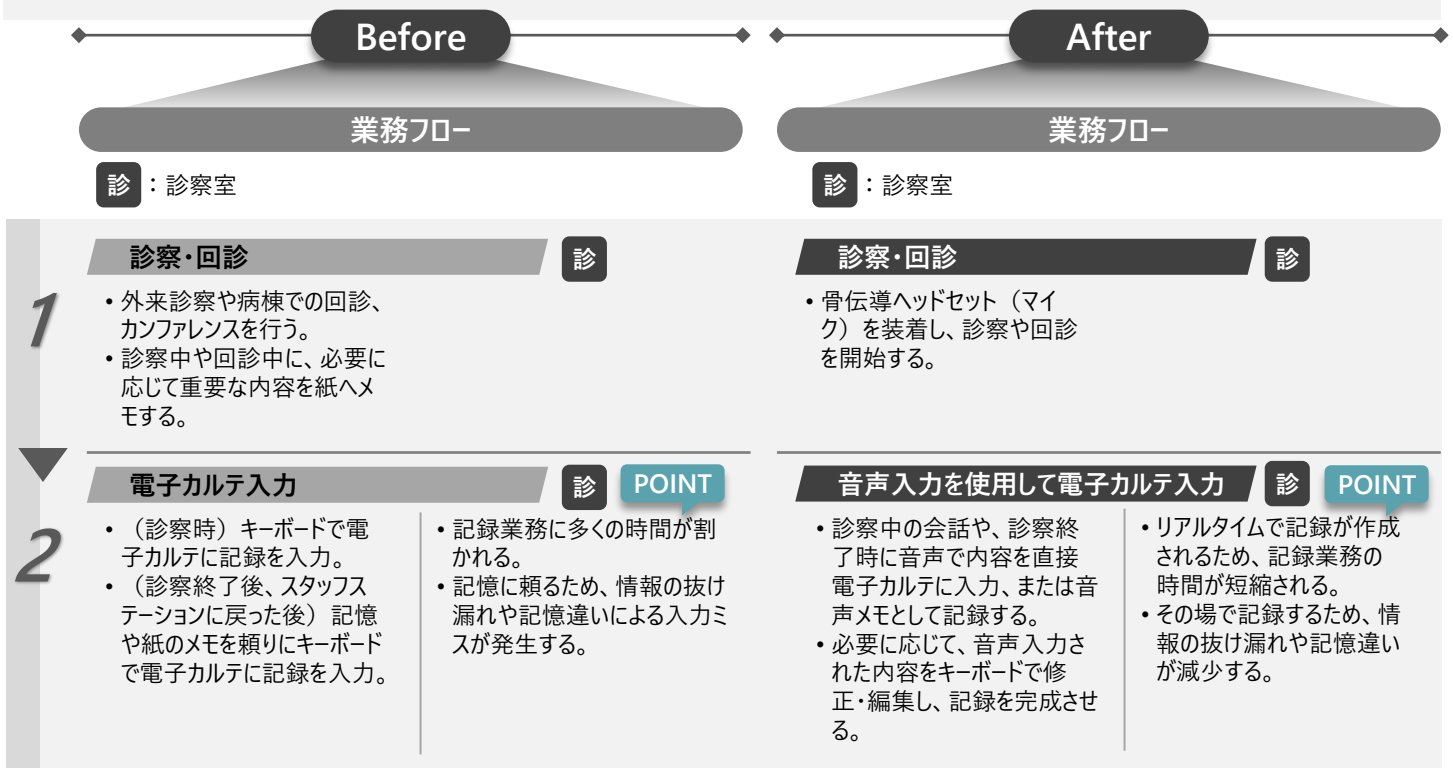 Before
業務フロー
診：診察室
After
業務フロー
診：診察室
1
診察・回診
診
• 外来診察や病棟での回診、
カンファレンスを行う。
• 診察中や回診中に、必要に
応じて重要な内容を紙へメ
モする。
診察・回診
診
• 骨伝導ヘッドセット（マイ
ク）を装着し、診察や回診
を開始する。
2
電子カルテ入力
診
POINT
• （診察時）キーボードで電
子カルテに記録を入力。
• （診察終了後、スタッフス
テーションに戻った後）記憶
や紙のメモを頼りにキーボード
で電子カルテに記録を入力。
• 記録業務に多くの時間が割
かれる。
• 記憶に頼るため、情報の抜け
漏れや記憶違いによる入力ミ
スが発生する。
音声入力を使用して電子カルテ入力
診
POINT
• 診察中の会話や、診察終
了時に音声で内容を直接
電子カルテに入力、または音
声メモとして記録する。
• 必要に応じて、音声入力さ
れた内容をキーボードで修
正・編集し、記録を完成させ
る。
• リアルタイムで記録が作成
されるため、記録業務の
時間が短縮される。
• その場で記録するため、情
報の抜け漏れや記憶違い
が減少する。